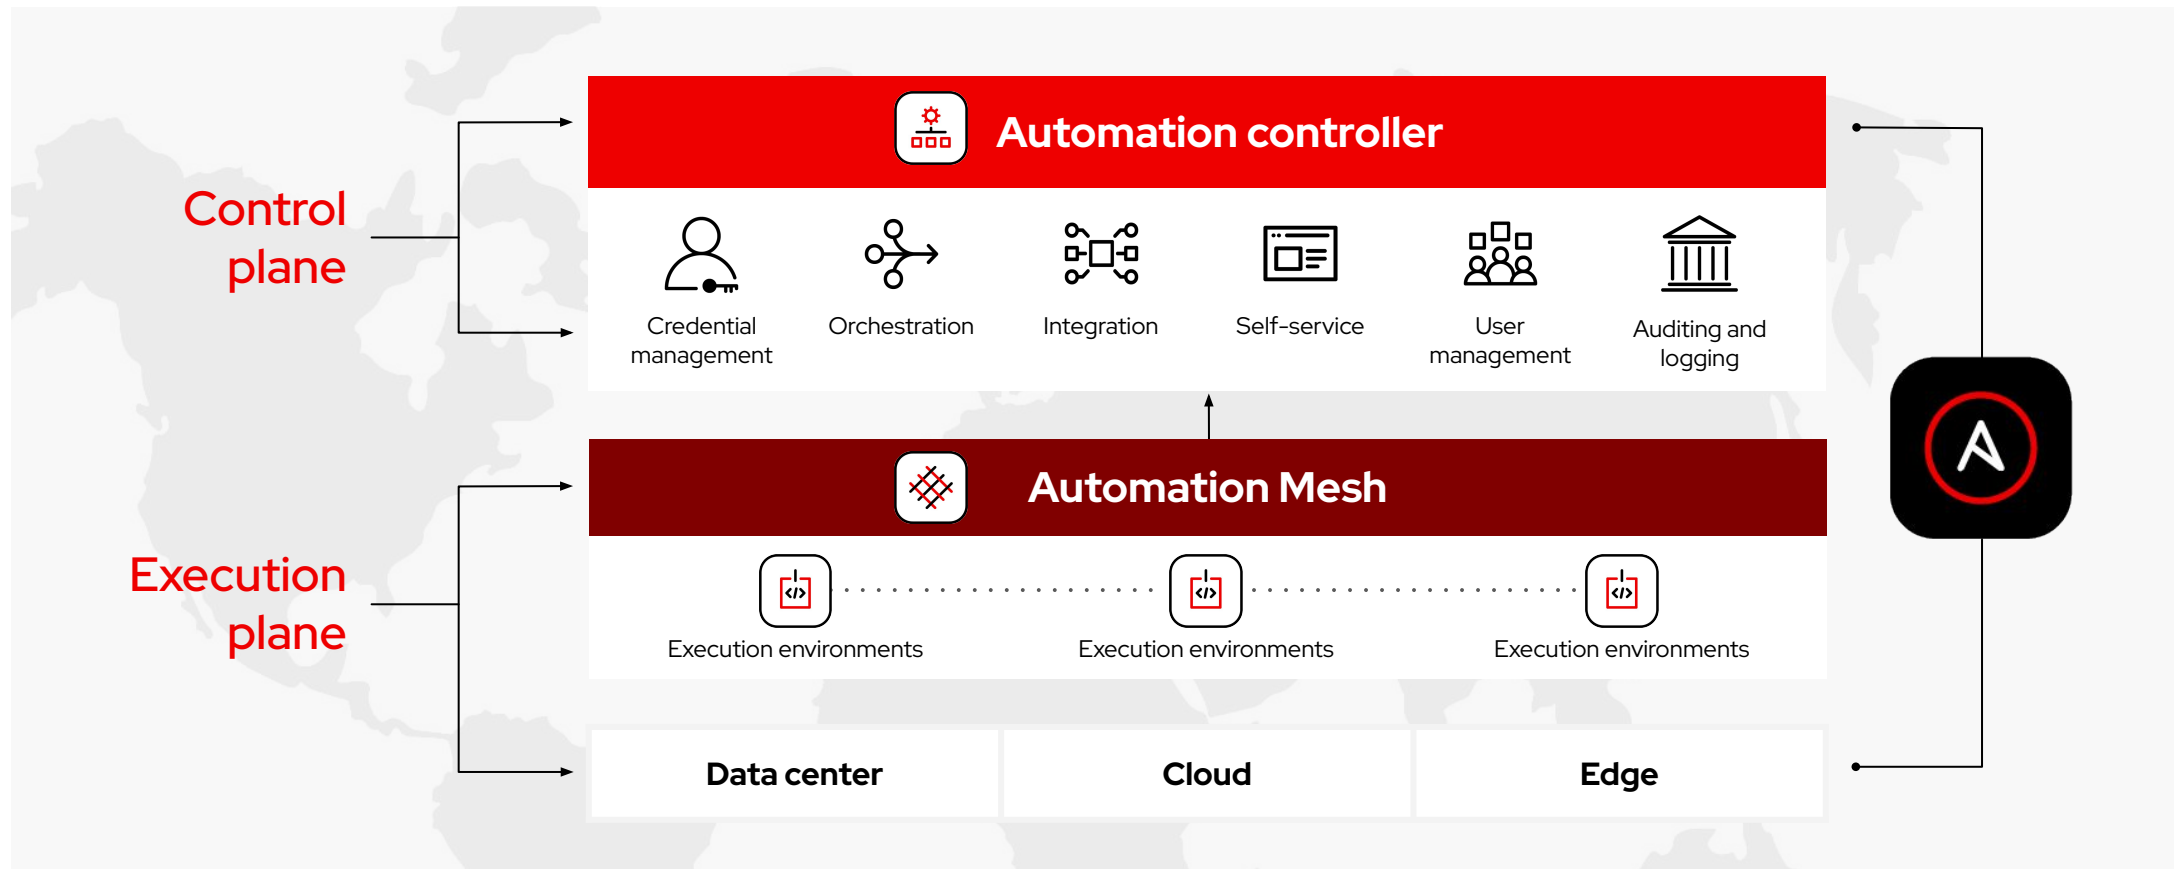 Automation controller
Control
plane
Credential
management
Orchestration
Integration
Self-service
User
management
Auditing and
logging
Automation Mesh
Execution
plane
Execution environments
Execution environments
Execution environments
Data center
Cloud
Edge